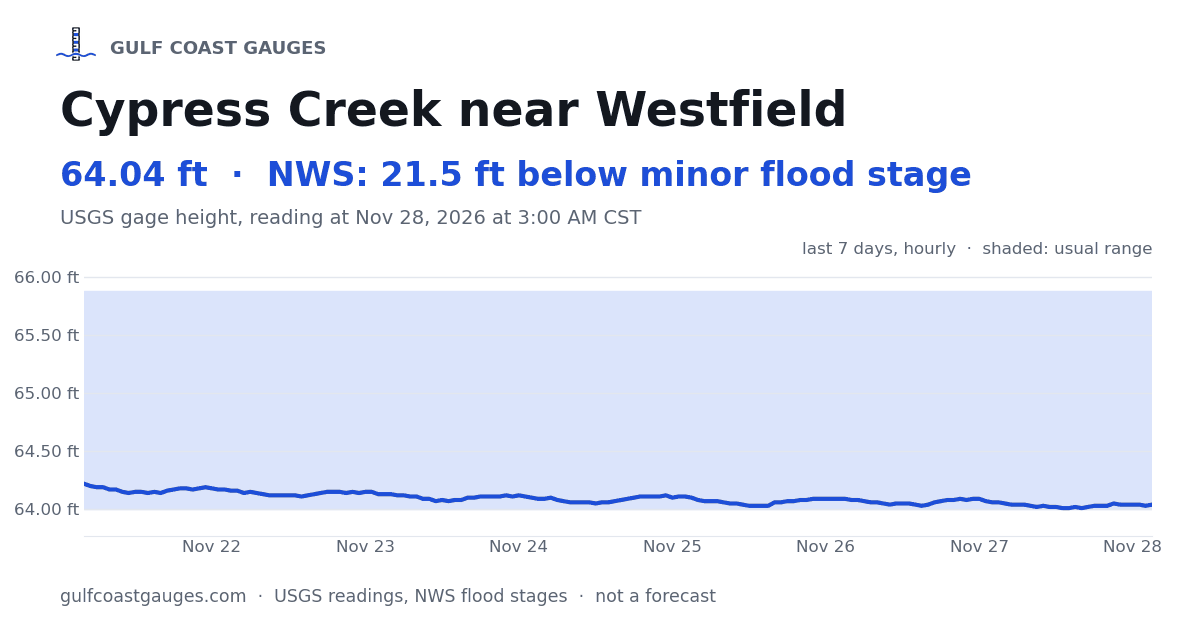 GULF COAST GAUGES
Cypress Creek near Westfield
64.04 ft · NWS: 21.5 ft below minor flood stage
USGS gage height, reading at Nov 28, 2026 at 3:00 AM CST
last 7 days, hourly · shaded: usual range
66.00 ft
65.50 ft
65.00 ft
64.50 ft
64.00 ft
Nov 22 Nov 23 Nov 24 Nov 25 Nov 26 Nov 27 Nov 28
gulfcoastgauges.com · USGS readings, NWS flood stages · not a forecast